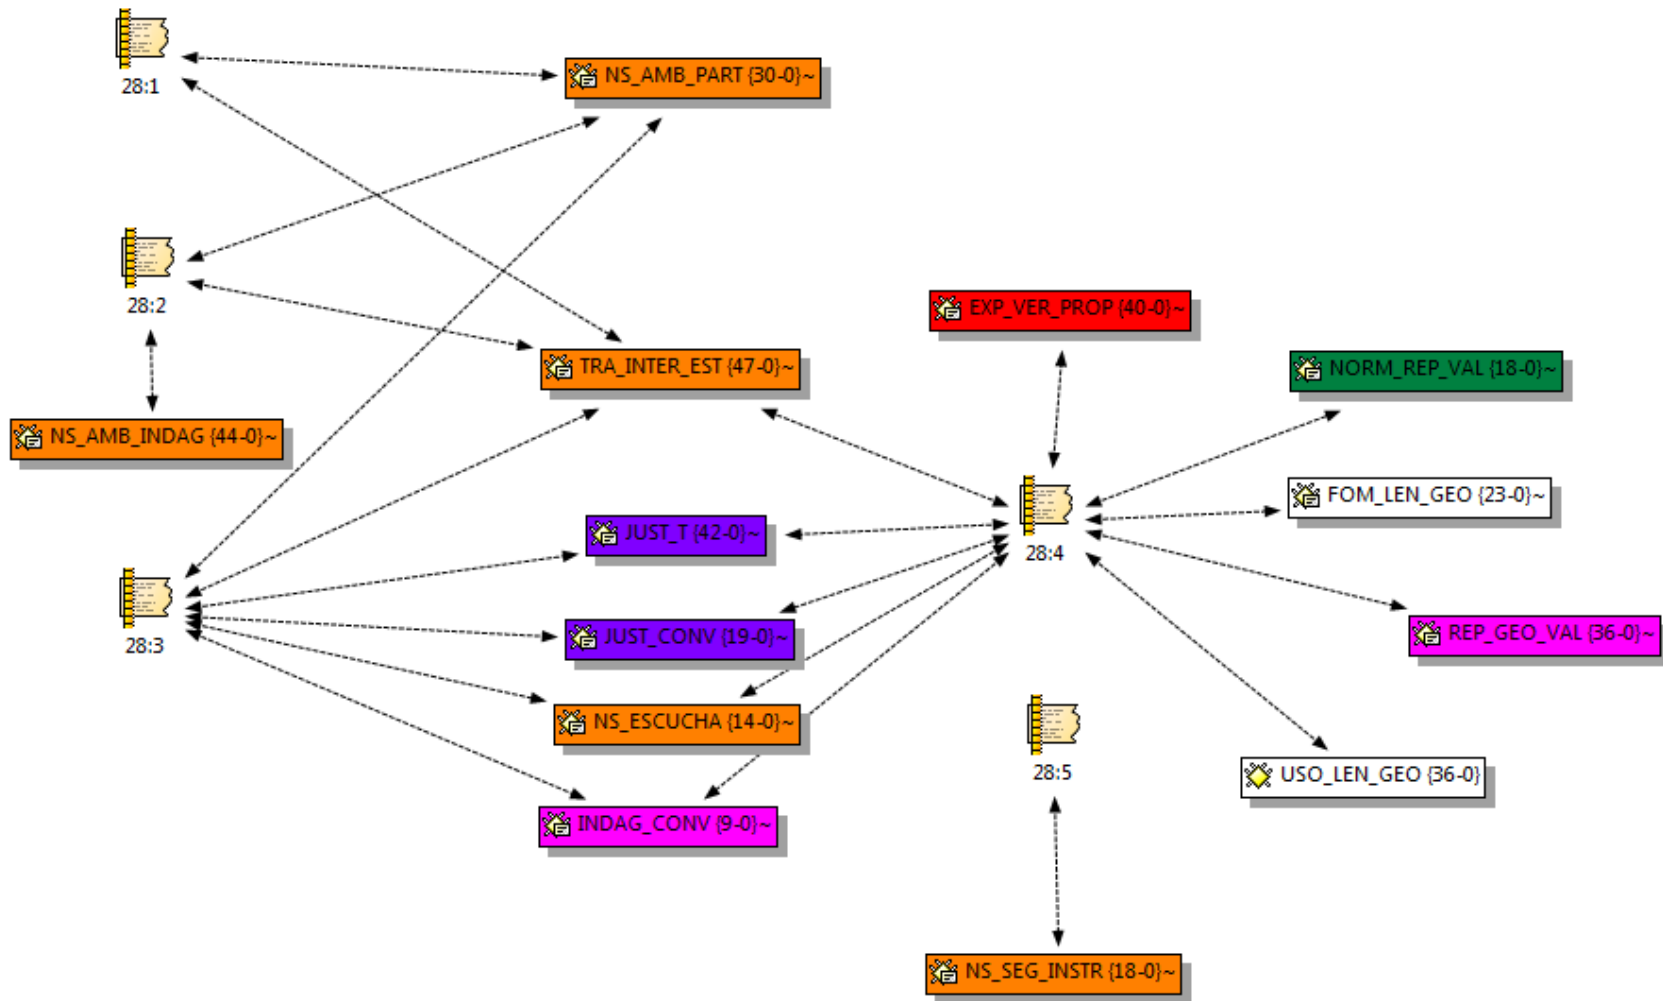 28:1
NS_AMB_PART {30-0}~
28:2
EXP_VER_PROP {40-0}~
TRA_INTER_EST {47-0}~
NORM_REP_VAL {18-0}~
NS_AMB_INDAG {44-0}~
FOM_LEN_GEO {23-0}~
JUST_T {42-0}~
28:4
28:3
JUST_CONV {19-0}~
REP_GEO_VAL {36-0}~
NS_ESCUCHA {14-0}~
28:5
USO_LEN_GEO {36-0}
INDAG_CONV {9-0}~
NS_SEG_INSTR {18-0}~